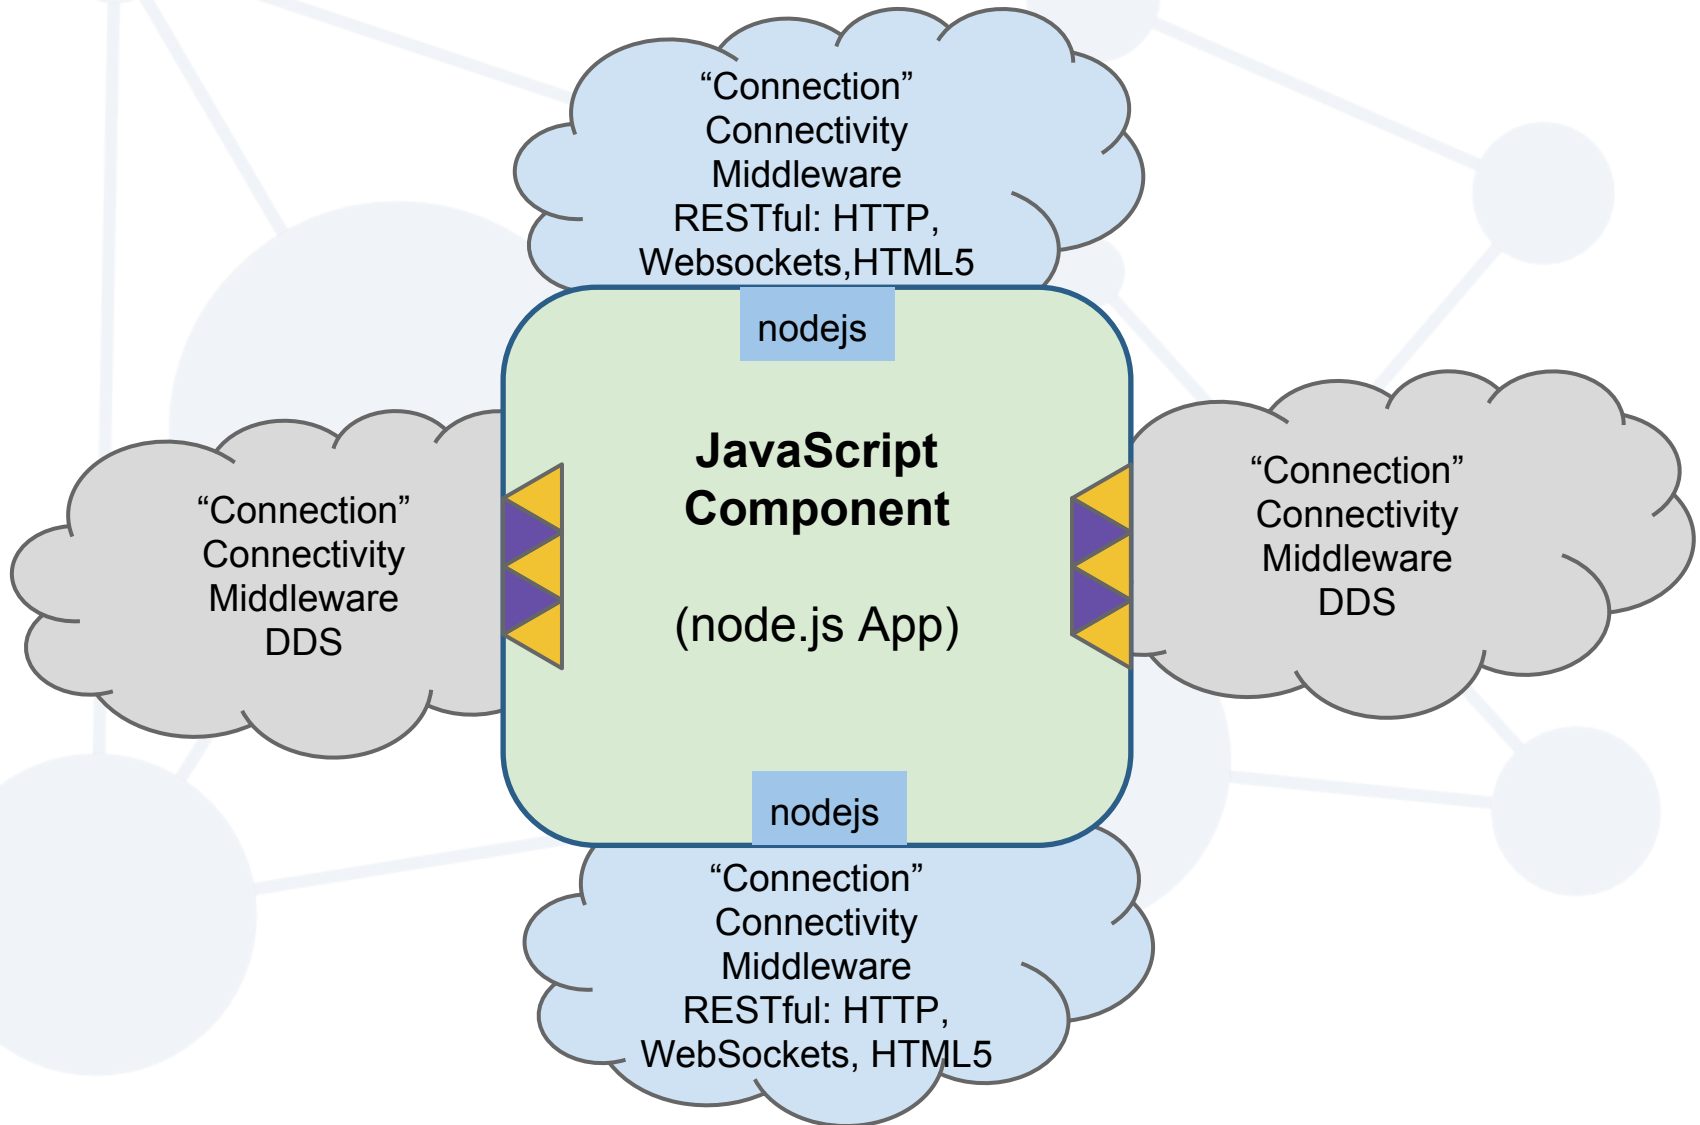 “Connection”
Connectivity
Middleware
RESTful: HTTP,
Websockets,HTML5
nodejs
JavaScript
Component
(node.js App)
“Connection”
Connectivity
Middleware
DDS
“Connection”
Connectivity
Middleware
DDS
nodejs
“Connection”
Connectivity
Middleware
RESTful: HTTP,
WebSockets, HTML5